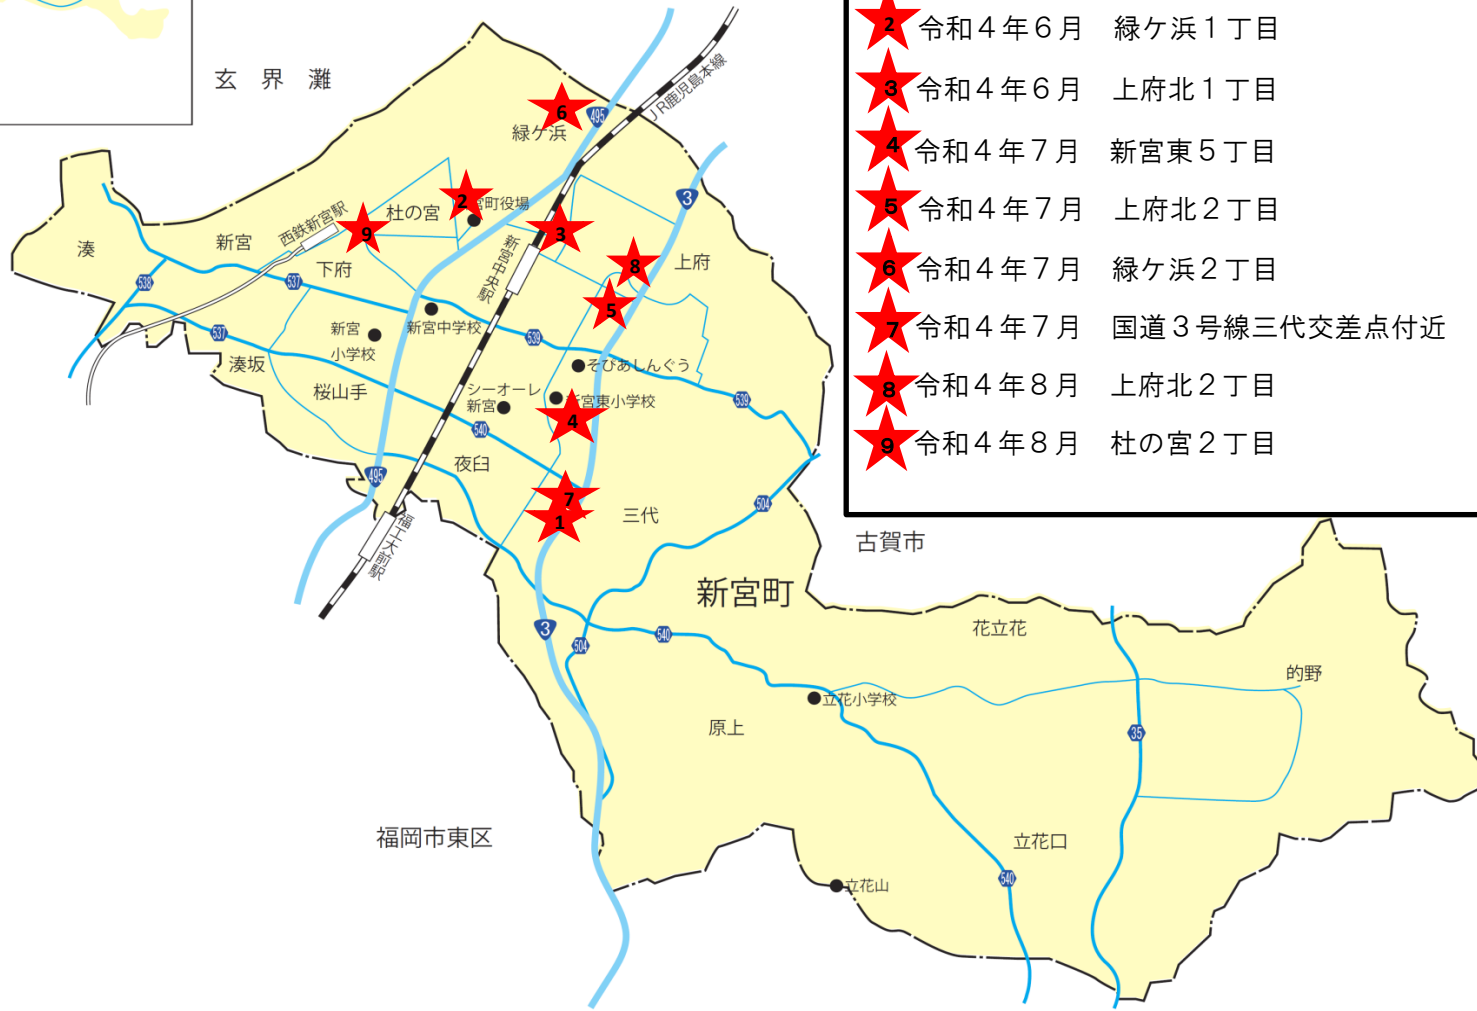 2 令和４年６月　緑ケ浜１丁目
3 令和４年６月　上府北１丁目
4 令和４年７月　新宮東５丁目
5 令和４年７月　上府北２丁目
6 令和４年７月　緑ケ浜２丁目
7 令和４年７月　国道３号線三代交差点付近
8 令和４年８月　上府北２丁目
9 令和４年８月　杜の宮２丁目
玄界灘
JR鹿児島本線
6
495
緑ケ浜
3
2
宮町役場
杜の宮
9
3
西鉄新宮駅
新宮
湊
下府
新宮中央駅
8
上府
538
537
5
新宮中学校
新宮
小学校
537
539
そぴあしんぐう
湊坂
桜山手
シーオーレ
新宮
新宮東小学校
4
539
540
夜臼
495
7
1
三代
504
福工大前駅
古賀市
新宮町
3
504
540
花立花
的野
立花小学校
原上
35
福岡市東区
立花口
540
立花山